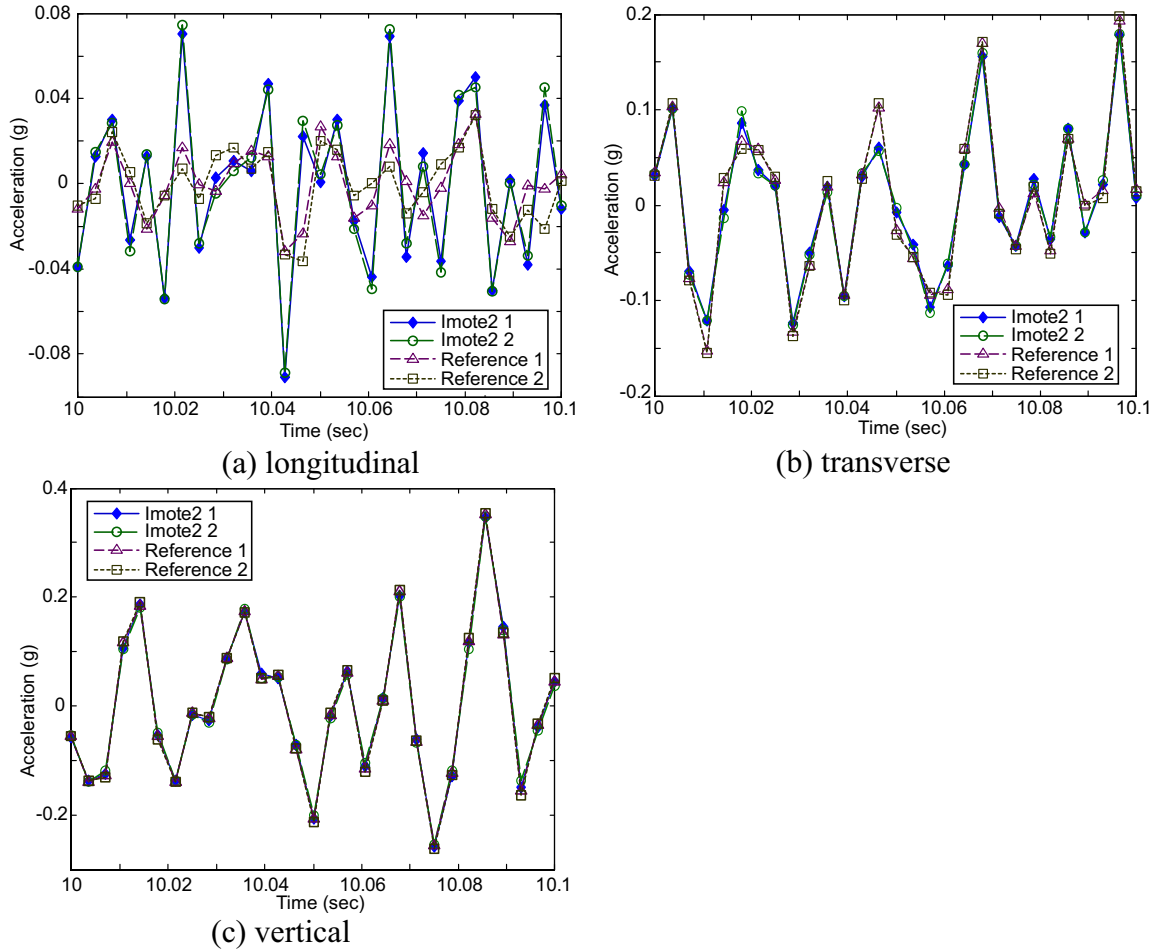 Acceleration (g)
0.08
0.04
0
-0.04
-0.08
10
10.02
10.04
10.06
10.08
10.1
Time (sec)
Imote2 1
Imote2 2
Reference 1
Reference 2
(a) longitudinal
Acceleration (g)
0.2
0.1
0
-0.1
-0.2
10
10.02
10.04
10.06
10.08
10.1
Time (sec)
Imote2 1
Imote2 2
Reference 1
Reference 2
(b) transverse
Acceleration (g)
0.4
0.2
0
-0.2
10
10.02
10.04
10.06
10.08
10.1
Time (sec)
Imote2 1
Imote2 2
Reference 1
Reference 2
(c) vertical